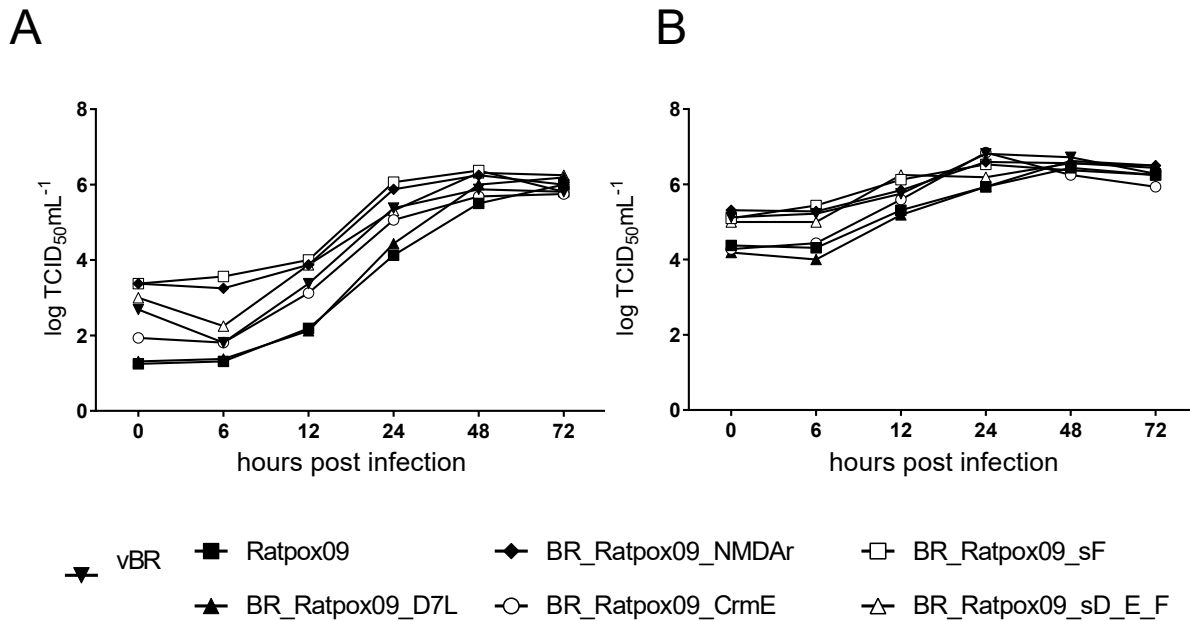 A
B
8
6
4
2
0
log TCID50mL-1
0 6 12 24 48 72
hours post infection
8
6
4
2
0
log TCID50mL-1
0 6 12 24 48 72
hours post infection
vBR
Ratpox09
BR_Ratpox09_NMDAr
BR_Ratpox09_sF
BR_Ratpox09_D7L
BR_Ratpox09_CrmE
BR_Ratpox09_sD_E_F